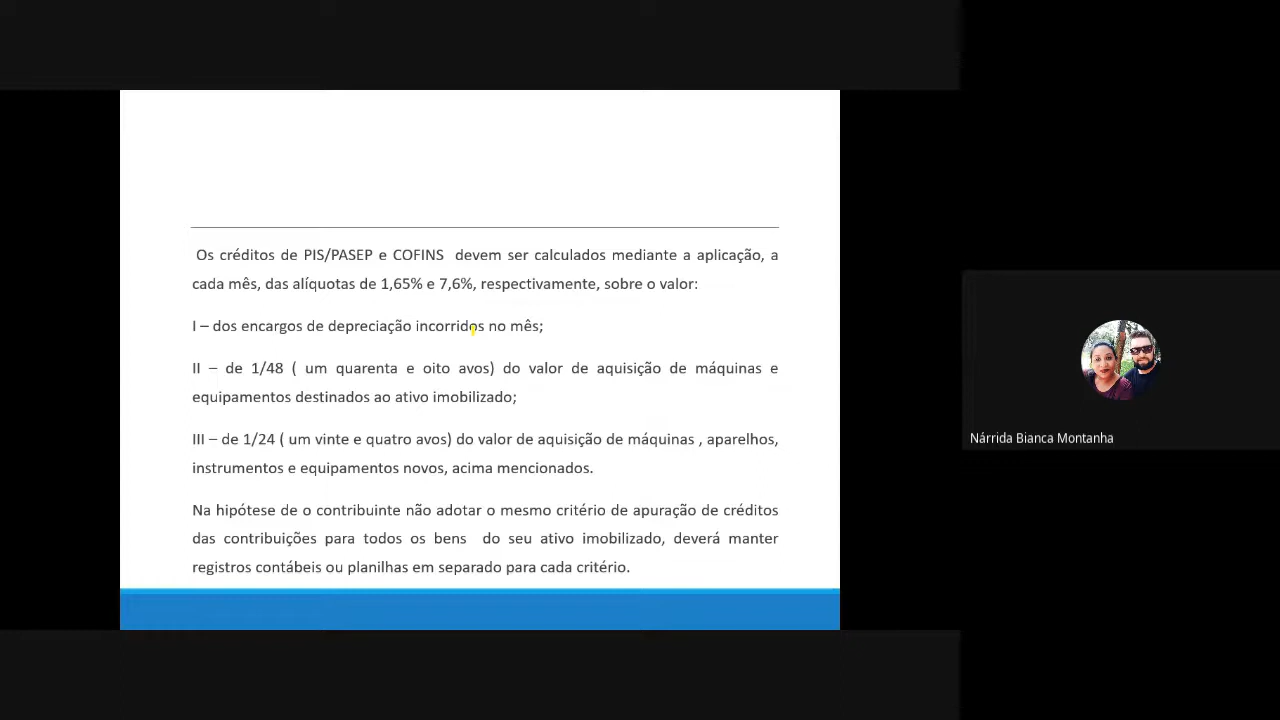 Os créditos de PIS/PASEP e COFINS devem ser calculados mediante a aplicação, a
cada mês, das alíquotas de 1,65% e 7,6%, respectivamente, sobre o valor:
I – dos encargos de depreciação incorridos no mês;
II – de 1/48 ( um quarenta e oito avos) do valor de aquisição de máquinas e
equipamentos destinados ao ativo imobilizado;
III – de 1/24 ( um vinte e quatro avos) do valor de aquisição de máquinas , aparelhos,
instrumentos e equipamentos novos, acima mencionados.
Na hipótese de o contribuinte não adotar o mesmo critério de apuração de créditos
das contribuições para todos os bens do seu ativo imobilizado, deverá manter
registros contábeis ou planilhas em separado para cada critério.
Nárrida Bianca Montanha